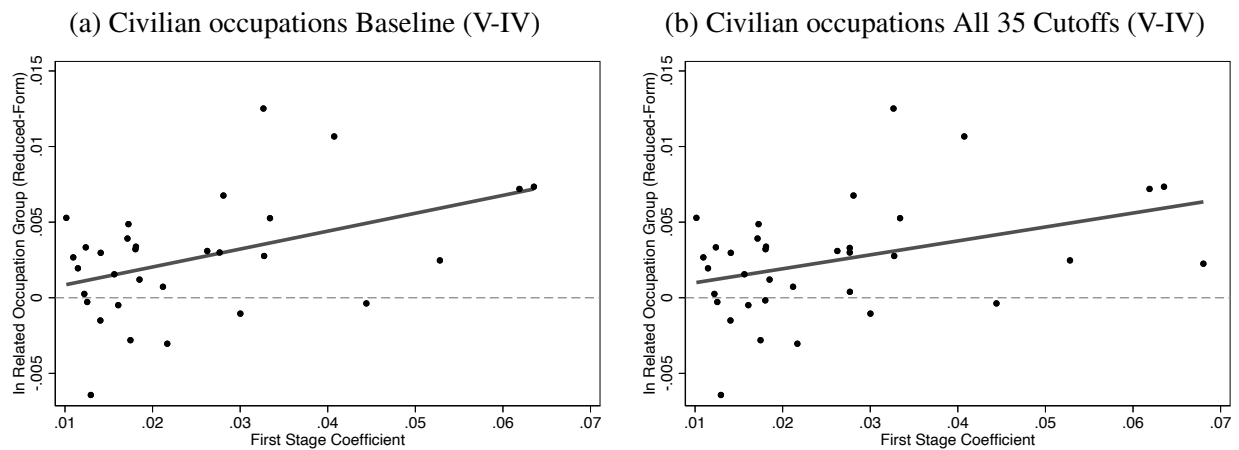 (a) Civilian occupations Baseline (V-IV)
In Related Occupation Group (Reduced-Form)
.015
.01
.005
0
-.005
.01 .02 .03 .04 .05 .06 .07
First Stage Coefficient
(b) Civilian occupations All 35 Cutoffs (V-IV)
In Related Occupation Group (Reduced-Form)
.015
.01
.005
0
-.005
.01 .02 .03 .04 .05 .06 .07
First Stage Coefficient